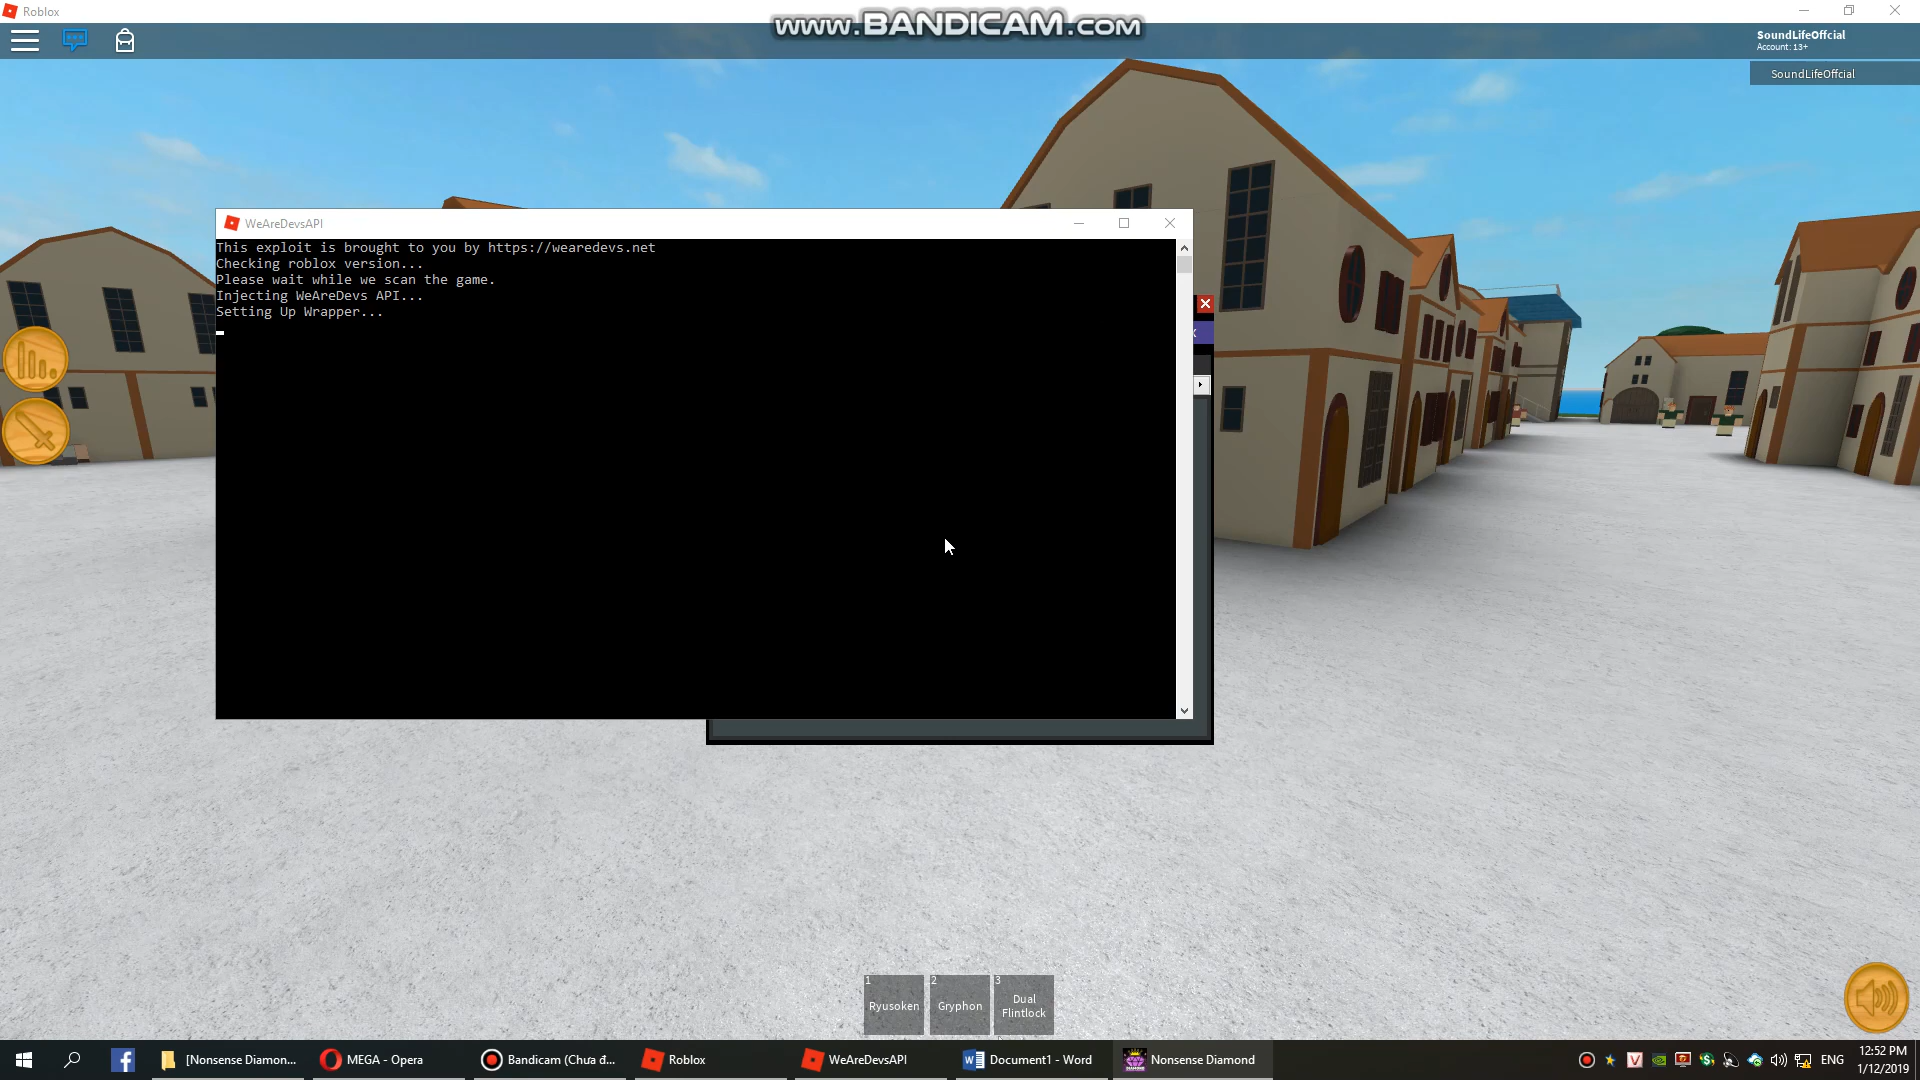 Roblox
www.BANDICAM.com
SoundLifeOffcial
Account: 13+
SoundLifeOffcial
WeAreDevsAPI
This exploit is brought to you by https://wearedevs.net
Checking roblox version...
Please wait while we scan the game.
Injecting WeAreDevs API...
Setting Up Wrapper...
1
Ryusoken
2
Gryphon
3
Dual
Flintlock
[Nonsense Diamon...
MEGA - Opera
Bandicam (Chưa đ...
Roblox
WeAreDevsAPI
Document1 - Word
Nonsense Diamond
ENG
12:52 PM
1/12/2019